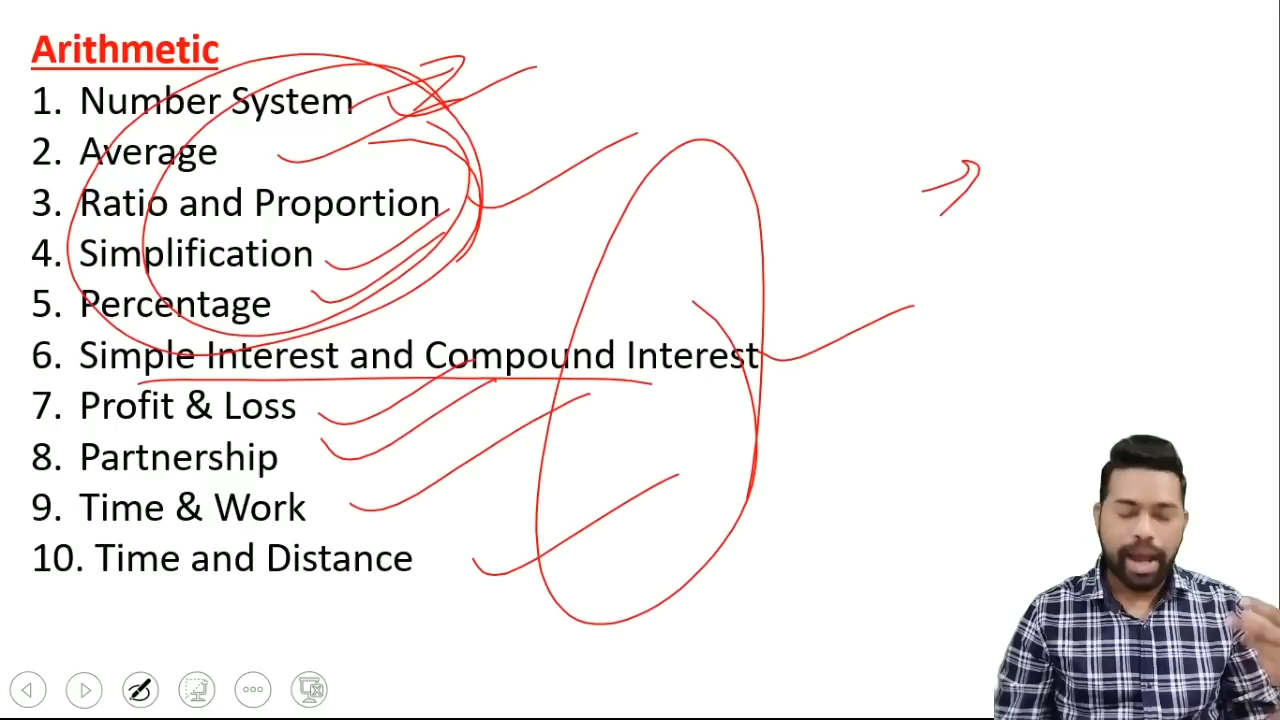 Arithmetic
1. Number System
2. Average
3. Ratio and Proportion
4. Simplification
5. Percentage
6. Simple Interest and Compound Interest
7. Profit & Loss
8. Partnership
9. Time & Work
10. Time and Distance